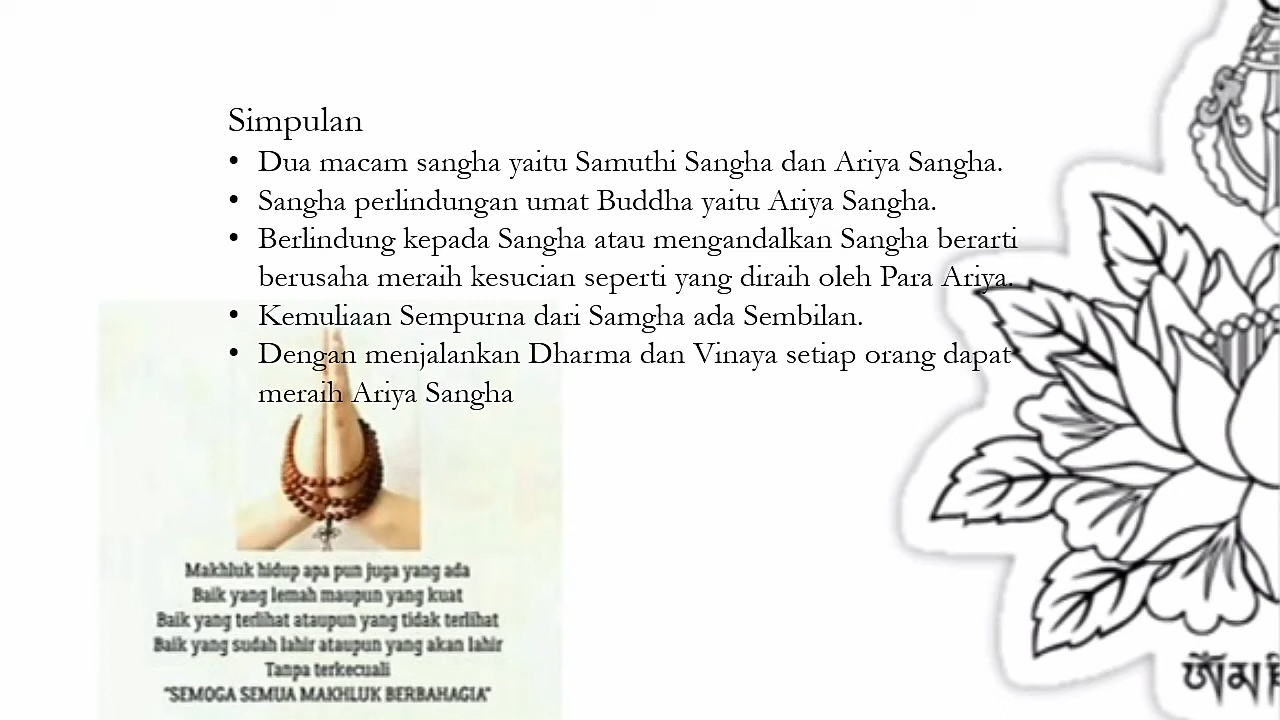 Simpulan
• Dua macam sangha yaitu Samuthi Sangha dan Ariya Sangha.
• Sangha perlindungan umat Buddha yaitu Ariya Sangha.
• Berlindung kepada Sangha atau mengandalkan Sangha berarti
berusaha meraih kesucian seperti yang diraih oleh Para Ariya.
• Kemuliaan Sempurna dari Samgha ada Sembilan.
• Dengan menjalankan Dharma dan Vinaya setiap orang dapat
meraih Ariya Sangha
Makhluk hidup apa pun juga yang ada
Baik yang lemah maupun yang kuat
Baik yang terlihat ataupun yang tidak terlihat
Baik yang sudah lahir ataupun yang akan lahir
Tanpa terkecuali
"SEMOGA SEMUA MAKHLUK BERBAHAGIA"